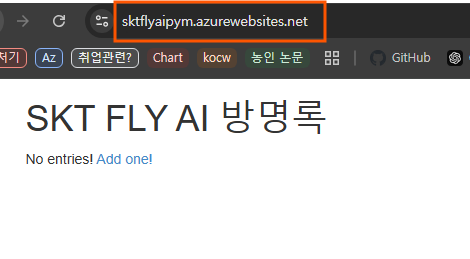 sktflyaipym.azurewebsites.net
저기 Az 취업관련? Chart kocw 농인 논문 GitHub
SKT FLY AI 방명록
No entries! Add one!